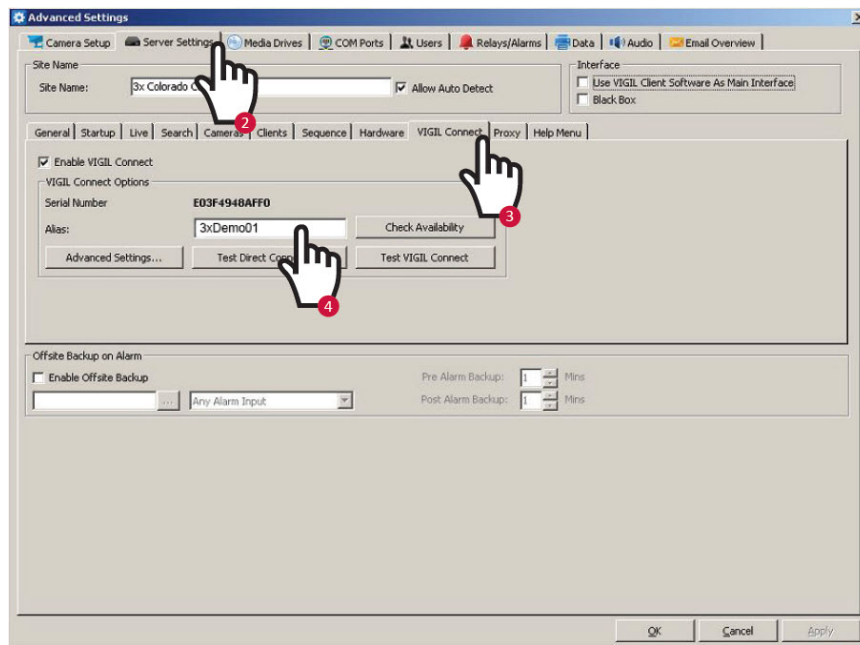 Advanced Settings
Camera Setup Server Settings Media Drives COM Ports Users Relays/Alarms Data Audio Email Overview
Site Name Interface
Site Name: 3x Colorado Allow Auto Detect Use VIGIL Client Software As Main Interface
Black Box
2
General Startup Live Search Cameras Clients Sequence Hardware VIGIL Connect Proxy Help Menu
Enable VIGIL Connect
VIGIL Connect Options
Serial Number E03F4948AFF0
3
Alias: 3xDemo01 Check Availability
Advanced Settings... Test Direct Test VIGIL Connect
4
Offsite Backup on Alarm
Enable Offsite Backup Pre Alarm Backup: 1 Mins
... Any Alarm Input Post Alarm Backup: 1 Mins
OK Cancel Apply